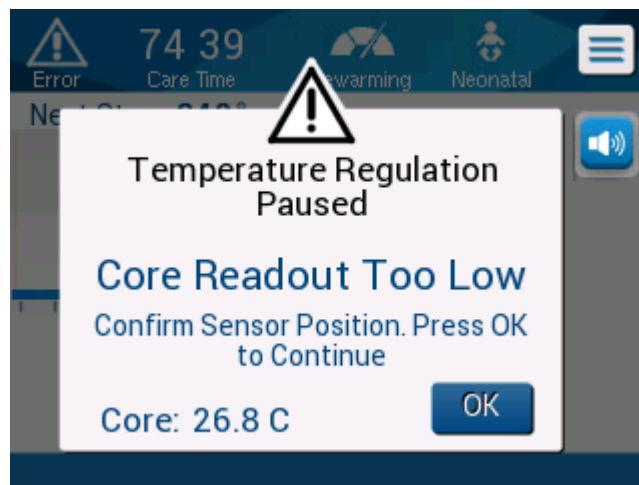 74 39
Error
Care Time
Neonatal
Temperature Regulation
Paused
Core Readout Too Low
Confirm Sensor Position. Press OK
to Continue
Core: 26.8 C
OK